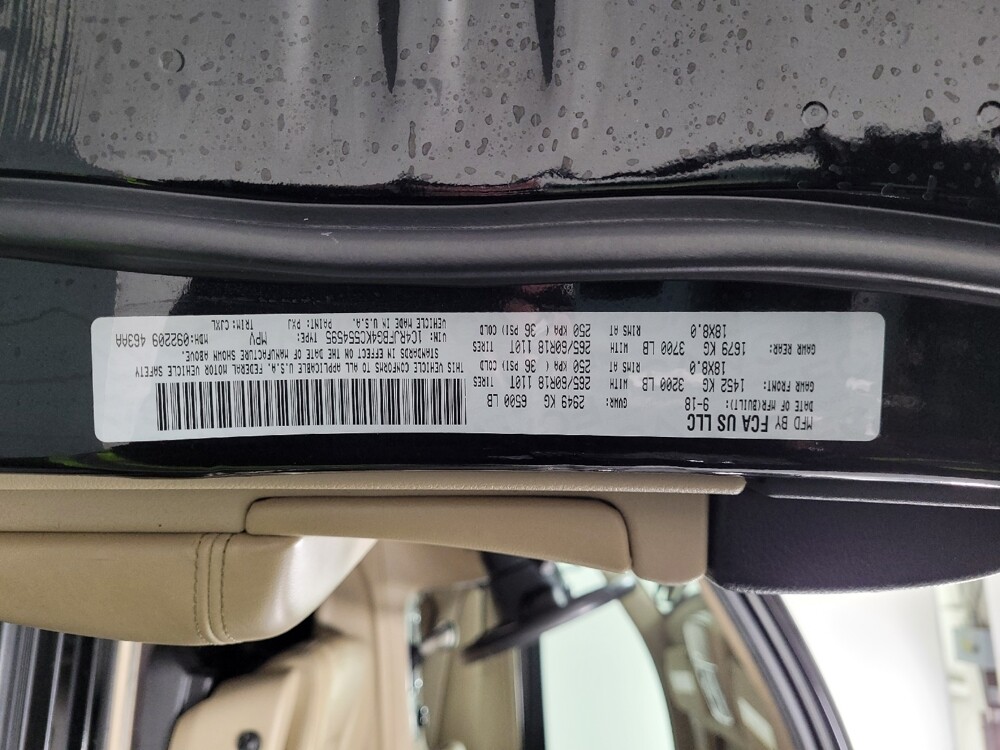 MFD BY FCA US LLC
DATE OF MFR(BUILT): 9-18 GVWR: 2949 KG 6500 LB
GAWR FRONT: 1452 KG 3200 LB WITH 265/60R18 110T TIRES
18X8.0 RIMS AT 250 KPA ( 36 PSI) COLD
GAWR REAR: 1679 KG 3700 LB WITH 265/60R18 110T TIRES
18X8.0 RIMS AT 250 KPA ( 36 PSI) COLD
THIS VEHICLE CONFORMS TO ALL APPLICABLE U.S.A. FEDERAL MOTOR VEHICLE SAFETY
STANDARDS IN EFFECT ON THE DATE OF MANUFACTURE SHOWN ABOVE.
VIN: 1C4RJFBG4KC554595 TYPE: MPV MDH:092209 463AA
VEHICLE MADE IN U.S.A. PAINT: PXJ TRIM: CJXL